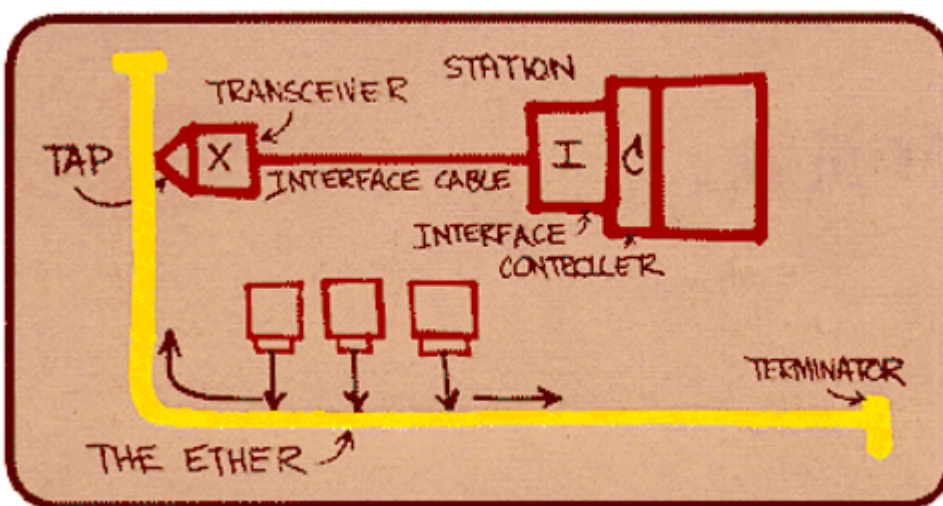 STATION
TRANSCEIVER
TAP
X
I
C
INTERFACE CABLE
INTERFACE
CONTROLLER
TERMINATOR
THE ETHER